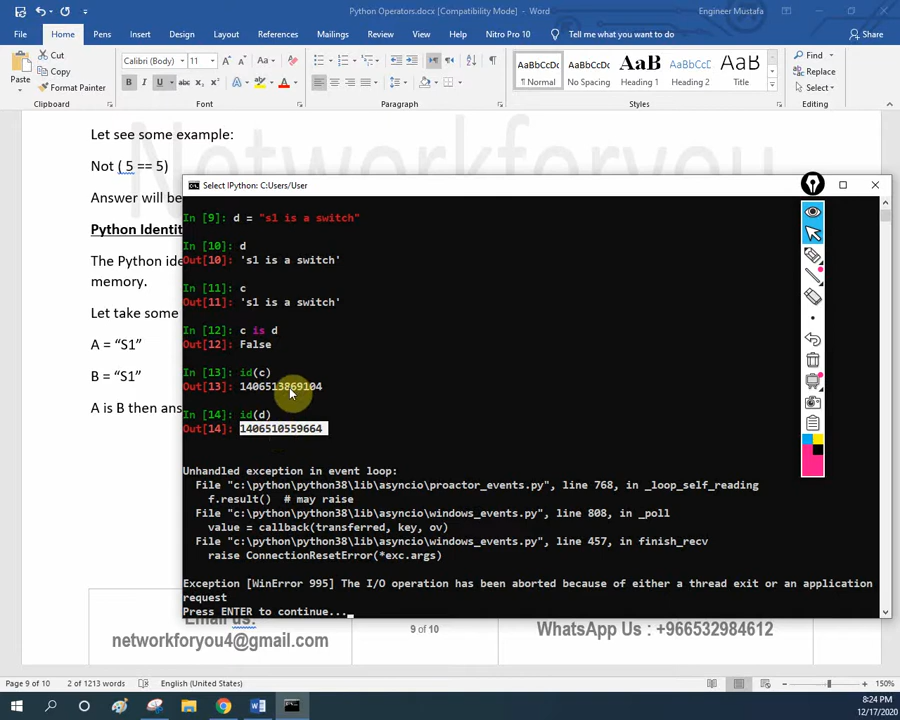 Python Operators.docx [Compatibility Mode] - Word
Engineer Mustafa
File Home Pens Insert Design Layout References Mailings Review View Help Nitro Pro 10 Tell me what you want to do Share
Paste
Cut
Copy
Format Painter
Clipboard
Calibri (Body) 11
Font
Paragraph
AaBbCcDc AaBbCcDc AaBbC AaBbCcC AaB
¶ Normal No Spacing Heading 1 Heading 2 Title
Styles
Find
Replace
Select
Editing
Networkforyou
Let see some example:
Not ( 5 == 5)
Answer will be
Python Identit
The Python ide
memory.
Let take some
A = “S1”
B = “S1”
A is B then ans
Select IPython: C:Users/User
In [9]: d = "s1 is a switch"
In [10]: d
Out[10]: 's1 is a switch'
In [11]: c
Out[11]: 's1 is a switch'
In [12]: c is d
Out[12]: False
In [13]: id(c)
Out[13]: 1406513869104
In [14]: id(d)
Out[14]: 1406510559664
Unhandled exception in event loop:
File "c:\python\python38\lib\asyncio\proactor_events.py", line 768, in _loop_self_reading
f.result() # may raise
File "c:\python\python38\lib\asyncio\windows_events.py", line 808, in _poll
value = callback(transferred, key, ov)
File "c:\python\python38\lib\asyncio\windows_events.py", line 457, in finish_recv
raise ConnectionResetError(*exc.args)
Exception [WinError 995] The I/O operation has been aborted because of either a thread exit or an application
request
Press ENTER to continue...
Email us:
networkforyou4@gmail.com
9 of 10
WhatsApp Us : +966532984612
Page 9 of 10 2 of 1213 words English (United States) 150%
8:24 PM
12/17/2020